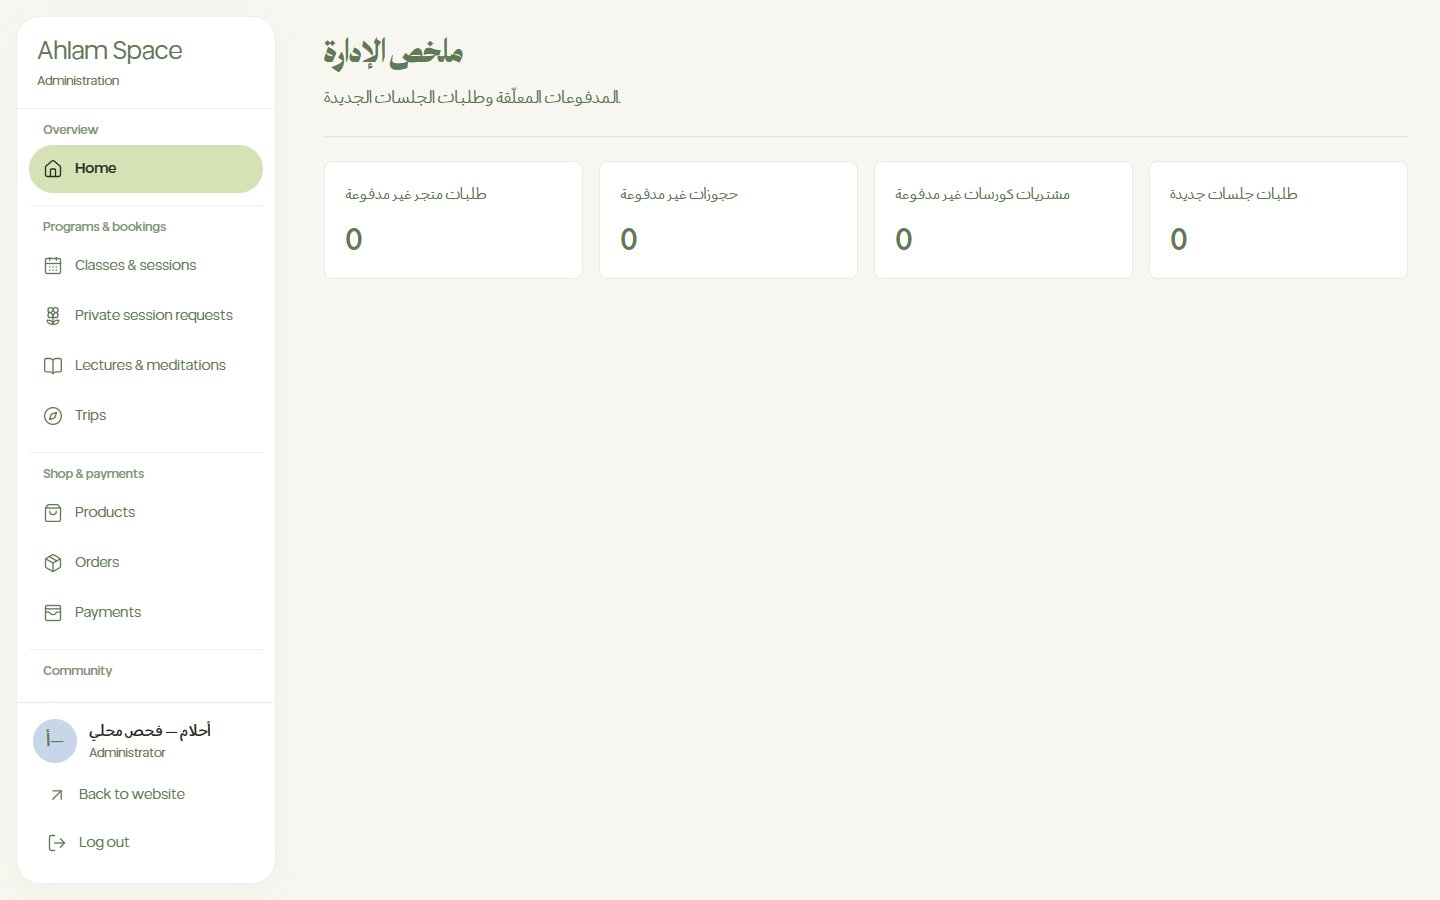 Ahlam Space
Administration
Overview
Home
Programs & bookings
Classes & sessions
Private session requests
Lectures & meditations
Trips
Shop & payments
Products
Orders
Payments
Community
أحلام — فحص محلي
Administrator
أ—
Back to website
Log out
ملخص الإدارة
المدفوعات المعلّقة وطلبات الجلسات الجديدة.
طلبات متجر غير مدفوعة
0
حجوزات غير مدفوعة
0
مشتريات كورسات غير مدفوعة
0
طلبات جلسات جديدة
0